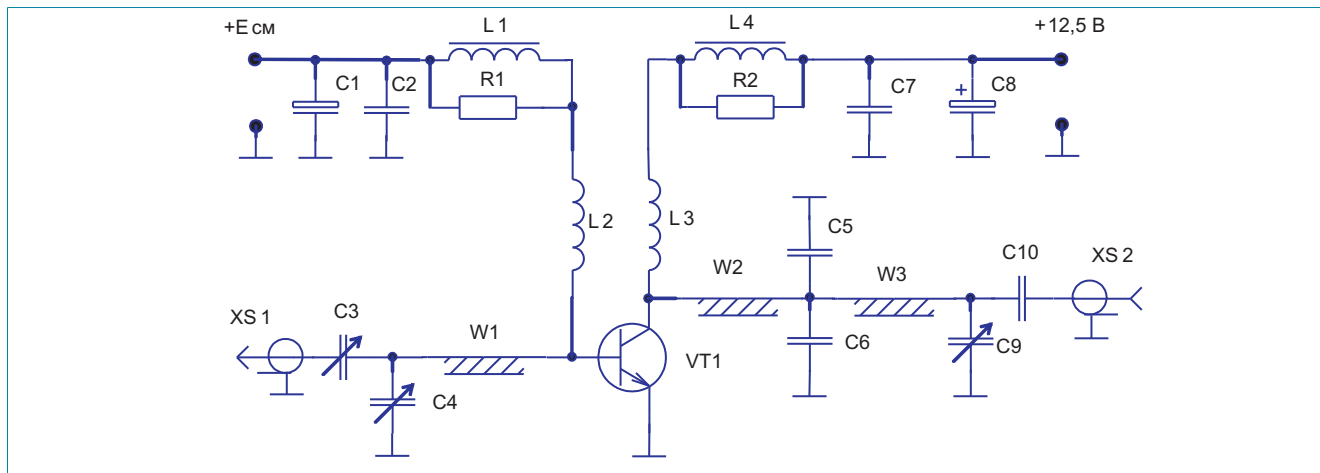 +E см
L 1
L 4
+12,5 В
C1
C2
R1
R2
C7
+
C8
L 2
L 3
C5
W2
W3
C10
XS 2
XS 1
C3
W1
VT1
C6
C9
C4